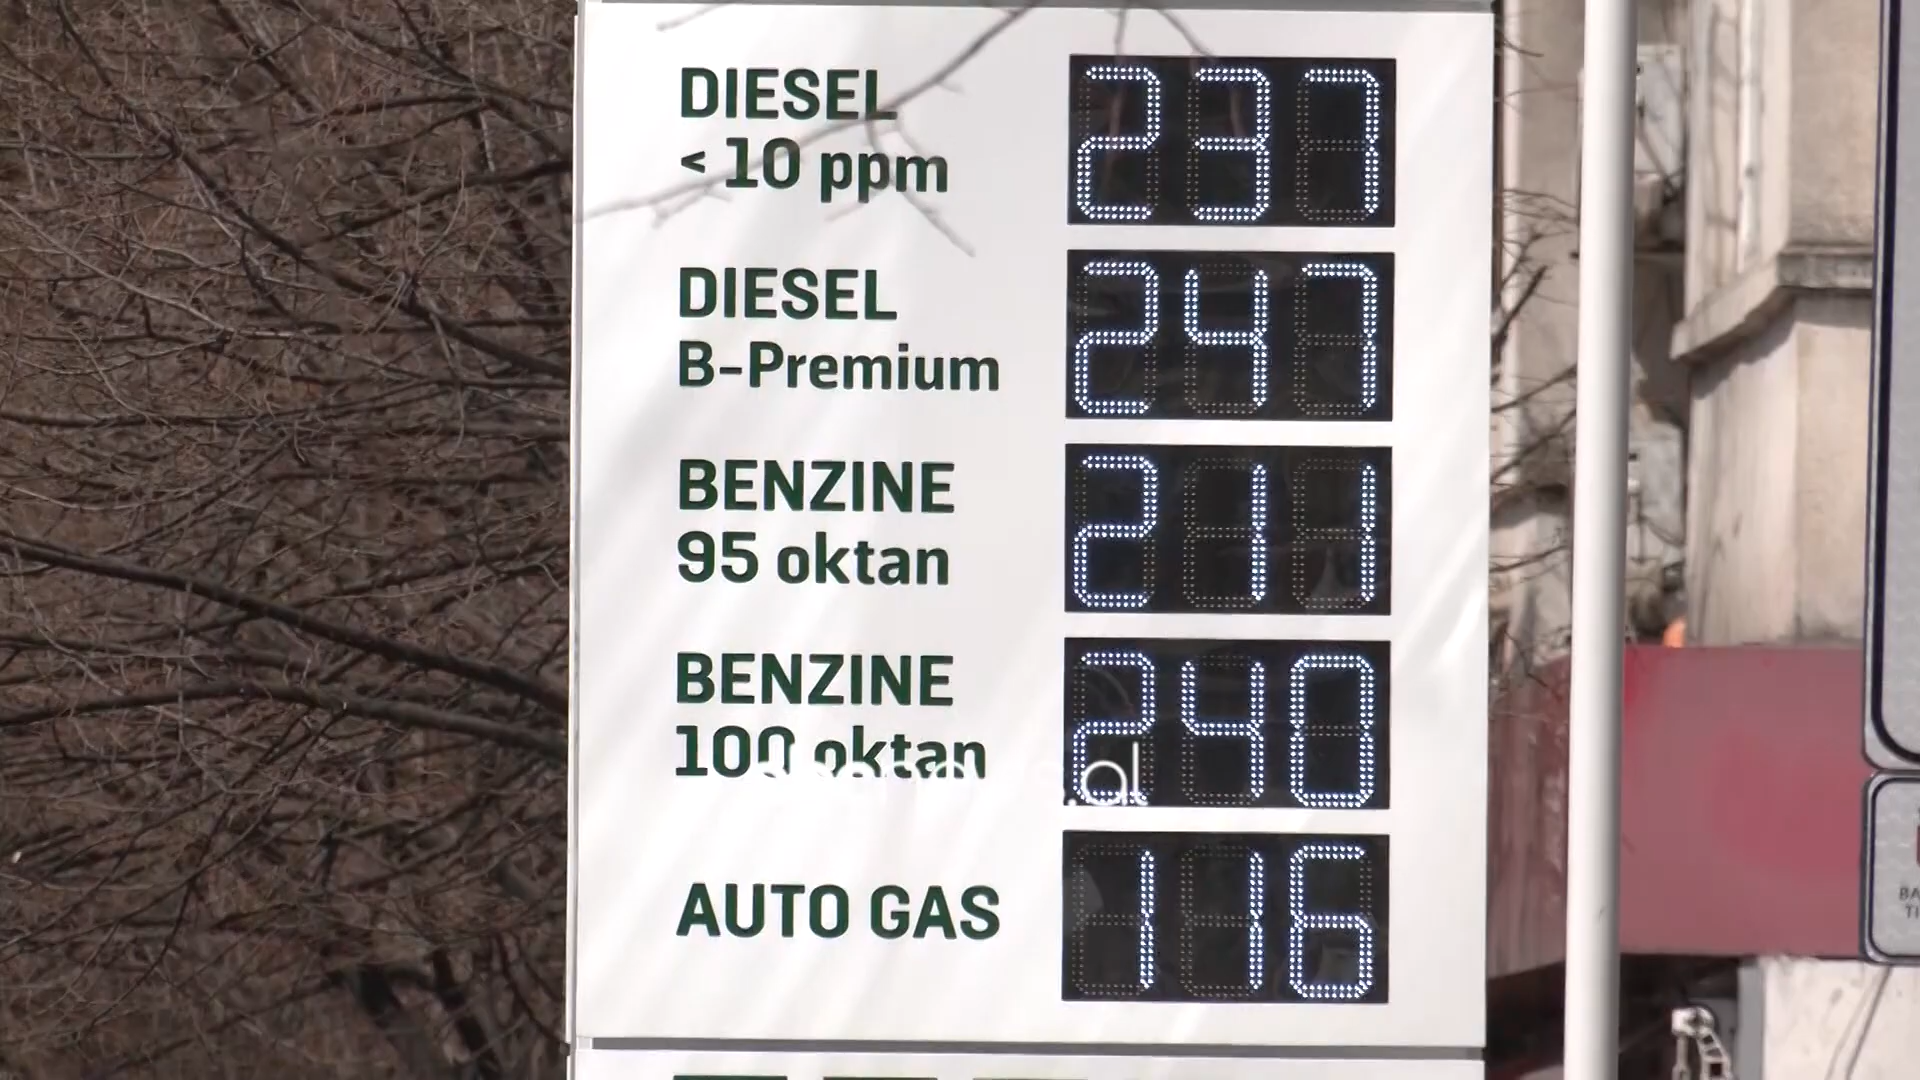 DIESEL
< 10 ppm
237
DIESEL
B-Premium
247
BENZINE
95 oktan
211
BENZINE
100 oktan
240
AUTO GAS
116